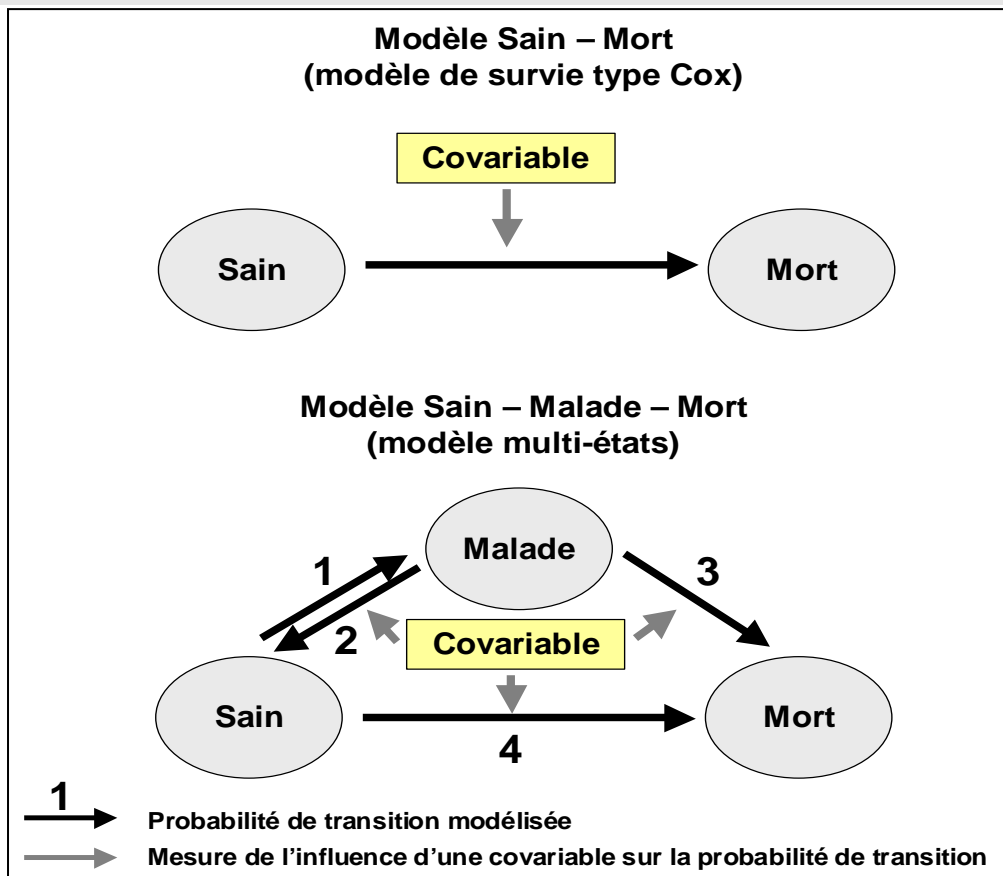 Modèle Sain – Mort
(modèle de survie type Cox)
Covariable
Sain
Mort
Modèle Sain – Malade – Mort
(modèle multi-états)
Malade
1
3
2
Covariable
Sain
Mort
4
1
Probabilité de transition modélisée
Mesure de l'influence d'une covariable sur la probabilité de transition